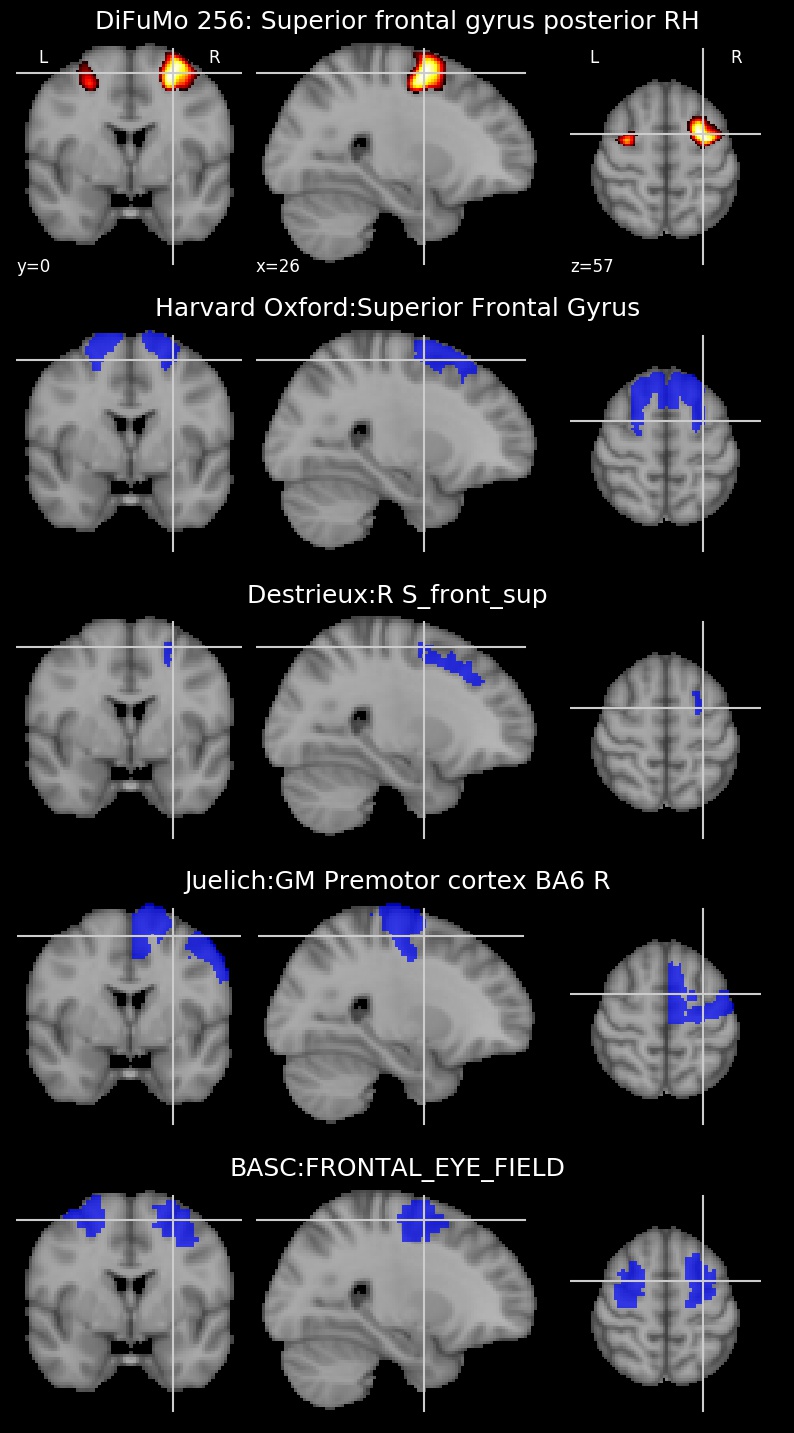 DiFuMo 256: Superior frontal gyrus posterior RH
L R L R
y=0 x=26 z=57
Harvard Oxford:Superior Frontal Gyrus
Destrieux:R S_front_sup
Juelich:GM Premotor cortex BA6 R
BASC:FRONTAL_EYE_FIELD